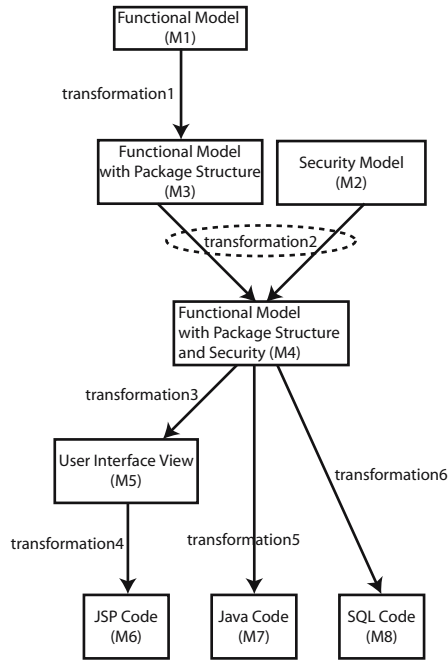 Functional Model
(M1)
transformation1
Functional Model
with Package Structure
(M3)
Security Model
(M2)
transformation2
Functional Model
with Package Structure
and Security (M4)
transformation3
User Interface View
(M5)
transformation6
transformation4
transformation5
JSP Code
(M6)
Java Code
(M7)
SQL Code
(M8)